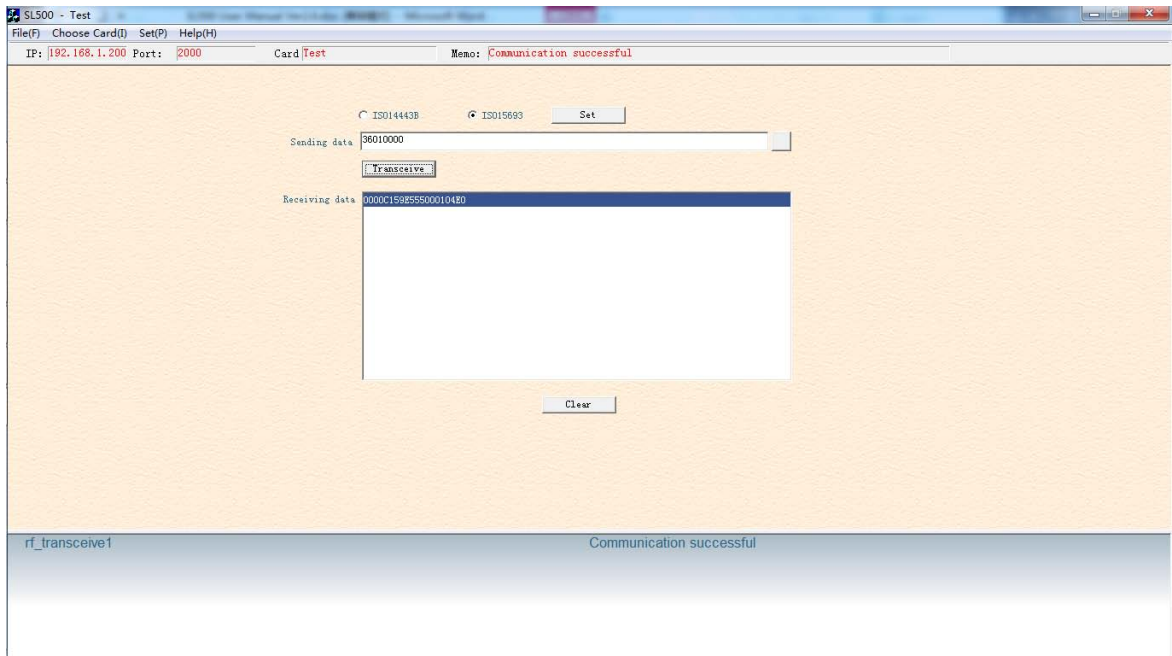 SL500 - Test
File(F) Choose Card(I) Set(P) Help(H)
IP: 192.168.1.200 Port: 2000 Card Test Memo: Communication successful
ISO14443B ISO15693 Set
Sending data 36010000
Transceive
Receiving data 0000C159E555000104E0
Clear
rf_transceive1 Communication successful